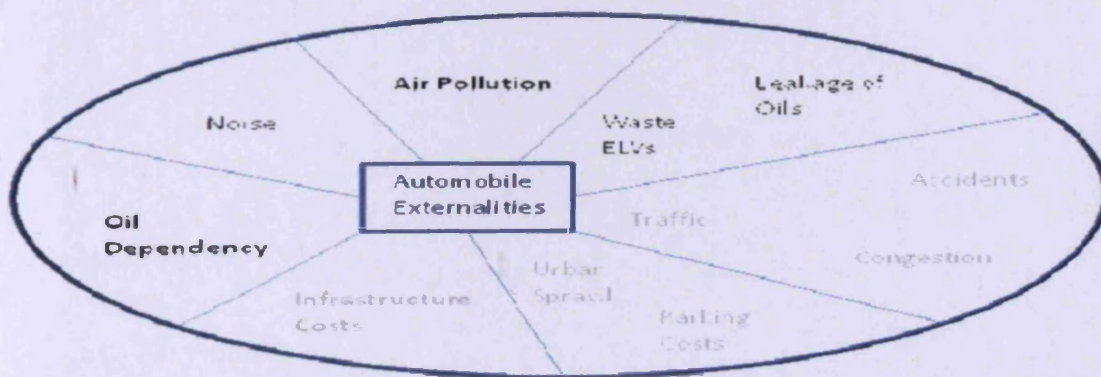 Air Pollution
Leakage of
Oils
Noise
Waste
ELVs
Automobile
Externalities
Accidents
Traffic
Oil
Dependency
Congestion
Urban
Sprawl
Infrastructure
Costs
Parking
Costs